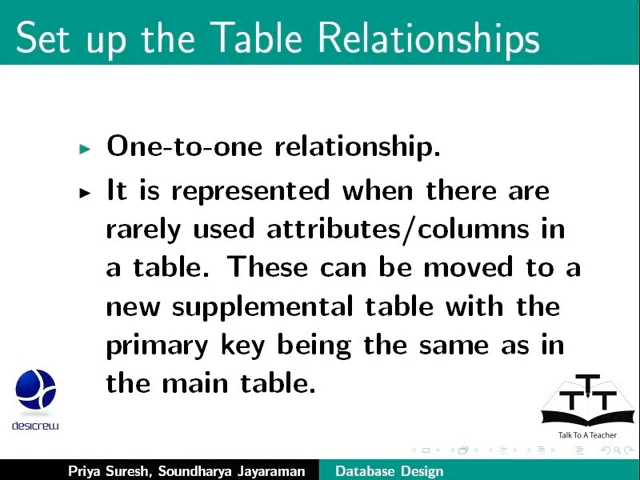 Set up the Table Relationships
One-to-one relationship.
It is represented when there are
rarely used attributes/columns in
a table. These can be moved to a
new supplemental table with the
primary key being the same as in
the main table.
desicrew
T T T
Talk To A Teacher
Priya Suresh, Soundharya Jayaraman Database Design